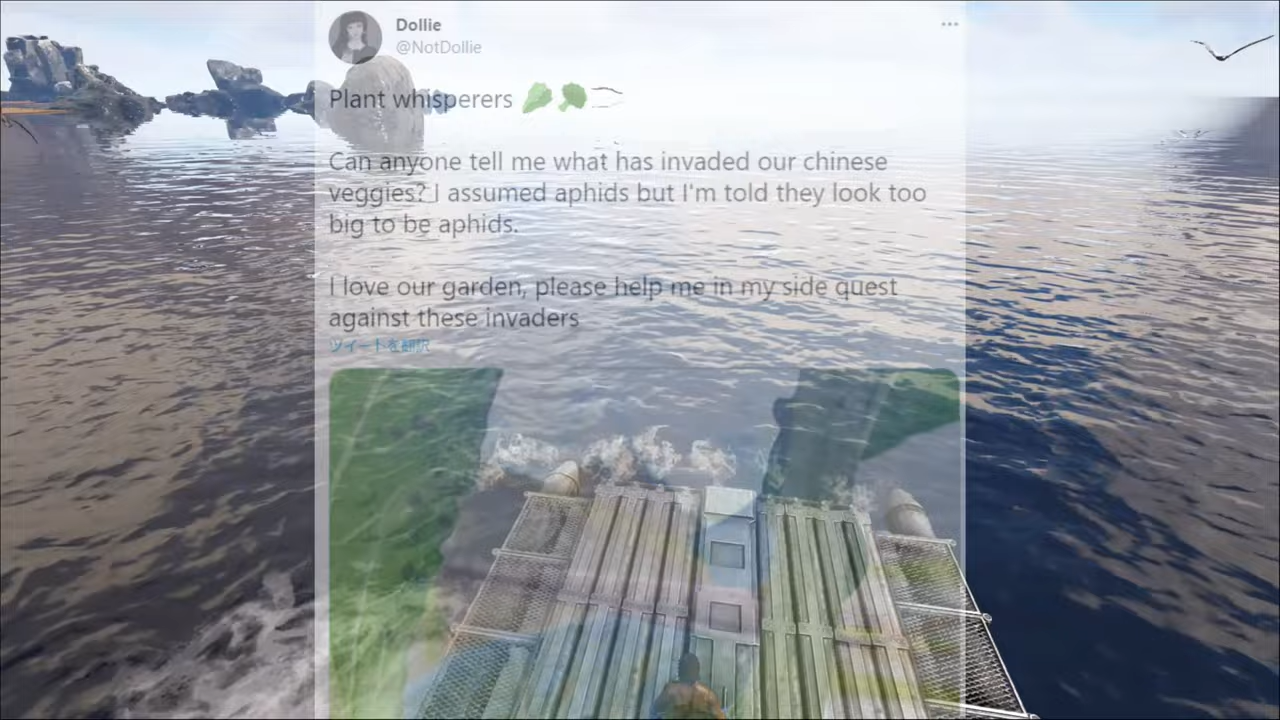 Dollie
@NotDollie
Plant whisperers
Can anyone tell me what has invaded our chinese
veggies? I assumed aphids but I'm told they look too
big to be aphids.
I love our garden, please help me in my side quest
against these invaders
ツイートを翻訳